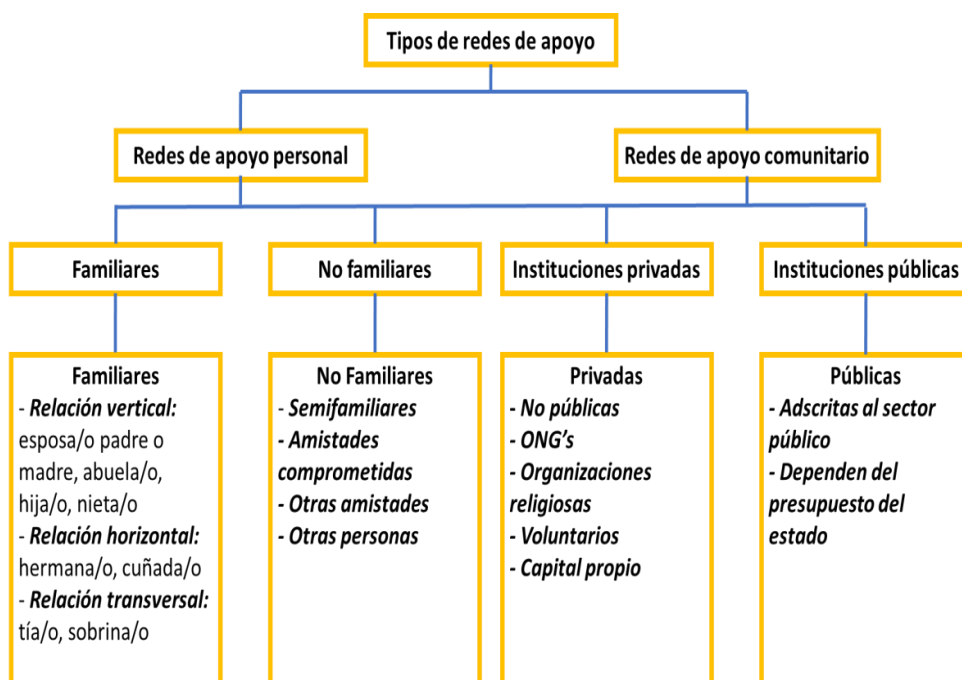 Tipos de redes de apoyo
Redes de apoyo personal
Redes de apoyo comunitario
Familiares
No familiares
Instituciones privadas
Instituciones públicas
Familiares
- Relación vertical:
esposa/o padre o
madre, abuela/o,
hija/o, nieta/o
- Relación horizontal:
hermana/o, cuñada/o
- Relación transversal:
tía/o, sobrina/o
No Familiares
- Semifamiliares
- Amistades
comprometidas
- Otras amistades
- Otras personas
Privadas
- No públicas
- ONG’s
- Organizaciones
religiosas
- Voluntarios
- Capital propio
Públicas
- Adscritas al sector
público
- Dependen del
presupuesto del
estado